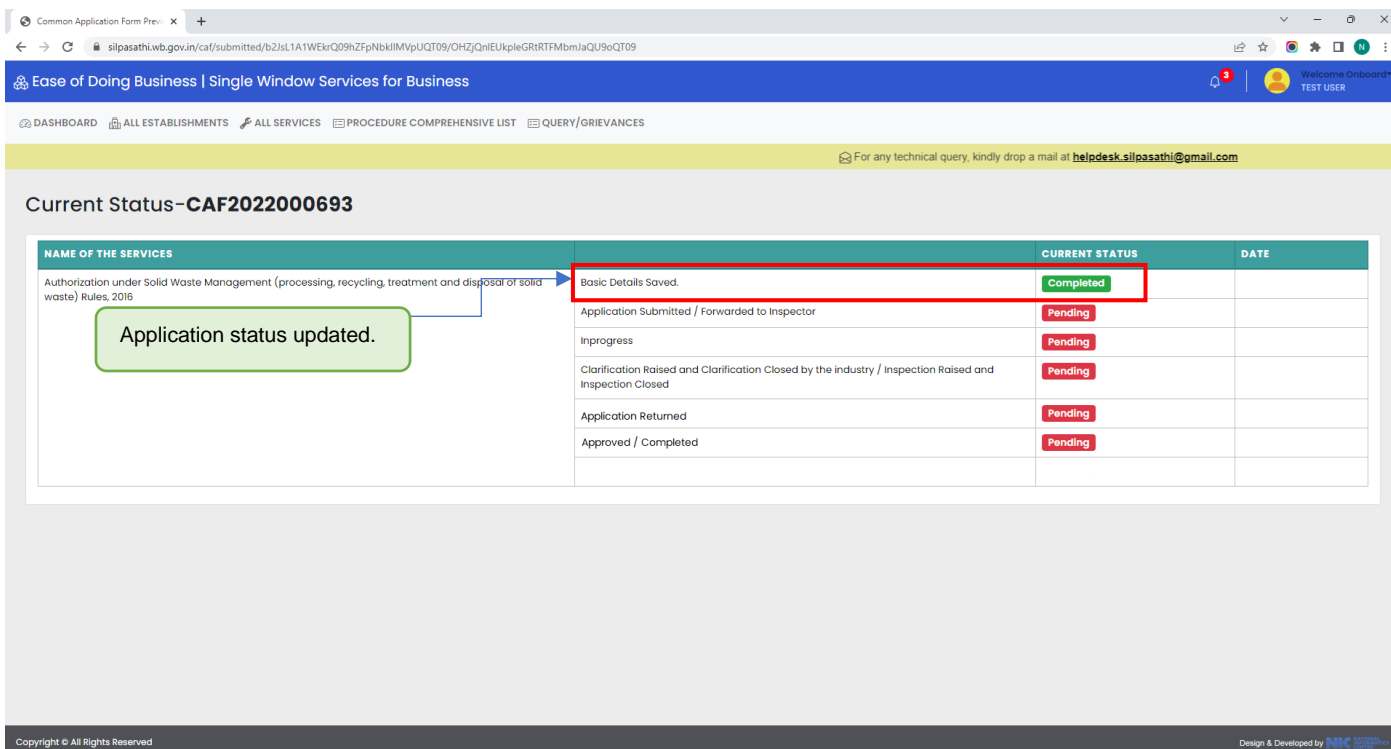 Common Application Form Previ
silpasathi.wb.gov.in/caf/submitted/b2JsL1A1WEkrQ09hZFpNbkllMVpUQT09/OHZjQnlEUkpleGRtRTFMbmJaQU9oQT09
N
Ease of Doing Business | Single Window Services for Business
3
Welcome Onboard
TEST USER
DASHBOARD ALL ESTABLISHMENTS ALL SERVICES PROCEDURE COMPREHENSIVE LIST QUERY/GRIEVANCES
For any technical query, kindly drop a mail at helpdesk.silpasathi@gmail.com
Current Status-CAF2022000693
NAME OF THE SERVICES CURRENT STATUS DATE
Authorization under Solid Waste Management (processing, recycling, treatment and disposal of solid
waste) Rules, 2016
Basic Details Saved. Completed
Application status updated.
Application Submitted / Forwarded to Inspector Pending
Inprogress Pending
Clarification Raised and Clarification Closed by the industry / Inspection Raised and
Inspection Closed
Pending
Application Returned Pending
Approved / Completed Pending
Copyright © All Rights Reserved
Design & Developed by NIC